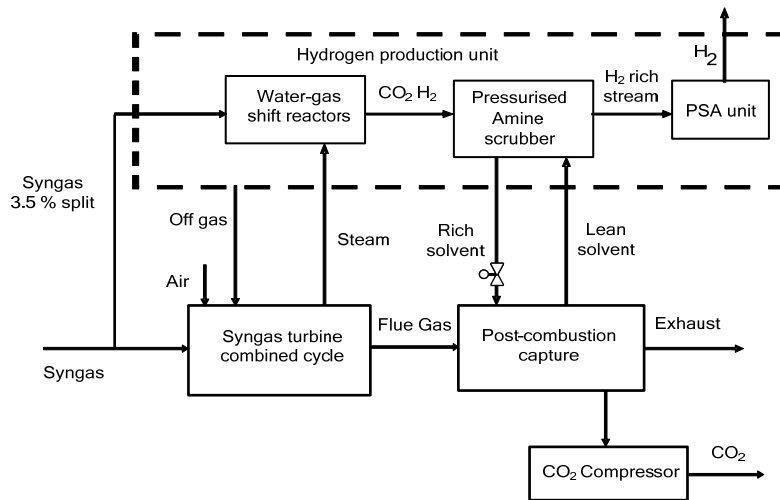 H2
Hydrogen production unit
Water-gas
shift reactors
CO2 H2
Pressurised
Amine
scrubber
H2 rich
stream
PSA unit
Syngas
3.5 % split
Off gas
Steam
Rich
solvent
Lean
solvent
Air
Syngas
Syngas turbine
combined cycle
Flue Gas
Post-combustion
capture
Exhaust
CO2 Compressor
CO2